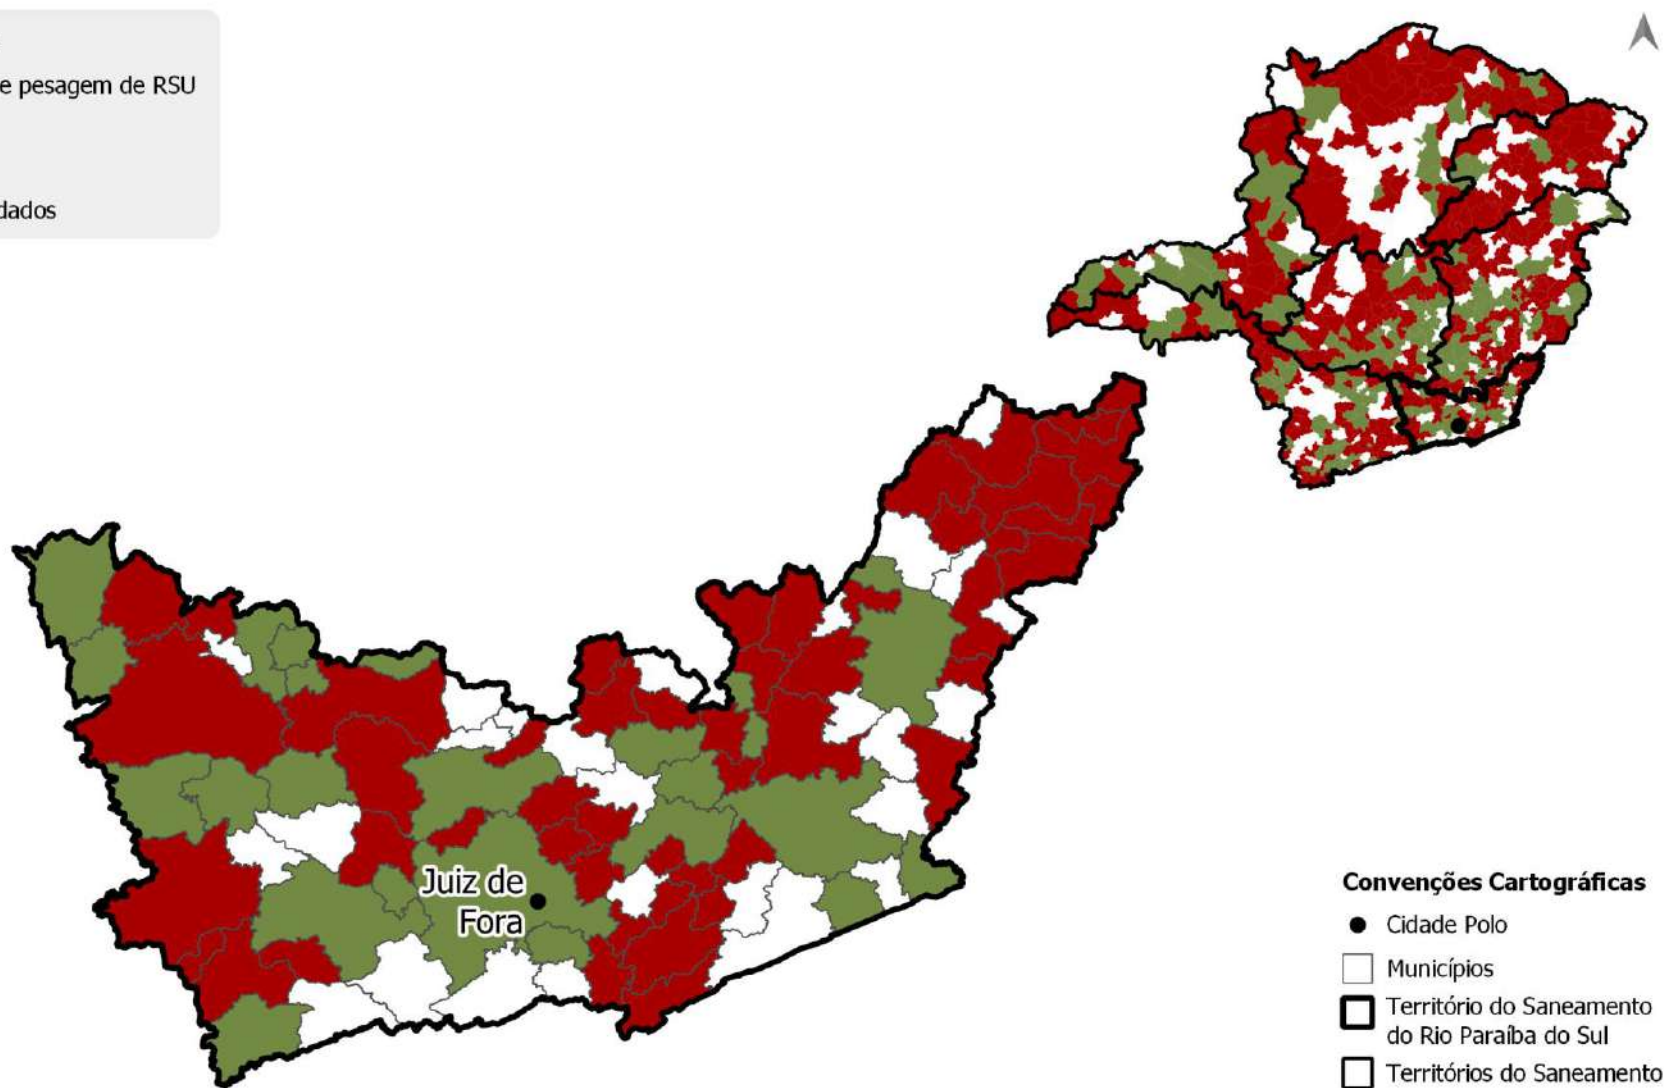 e pesagem de RSU
dados
Juiz de
Fora
Convenções Cartográficas
Cidade Polo
Municípios
Território do Saneamento
do Rio Paraíba do Sul
Territórios do Saneamento